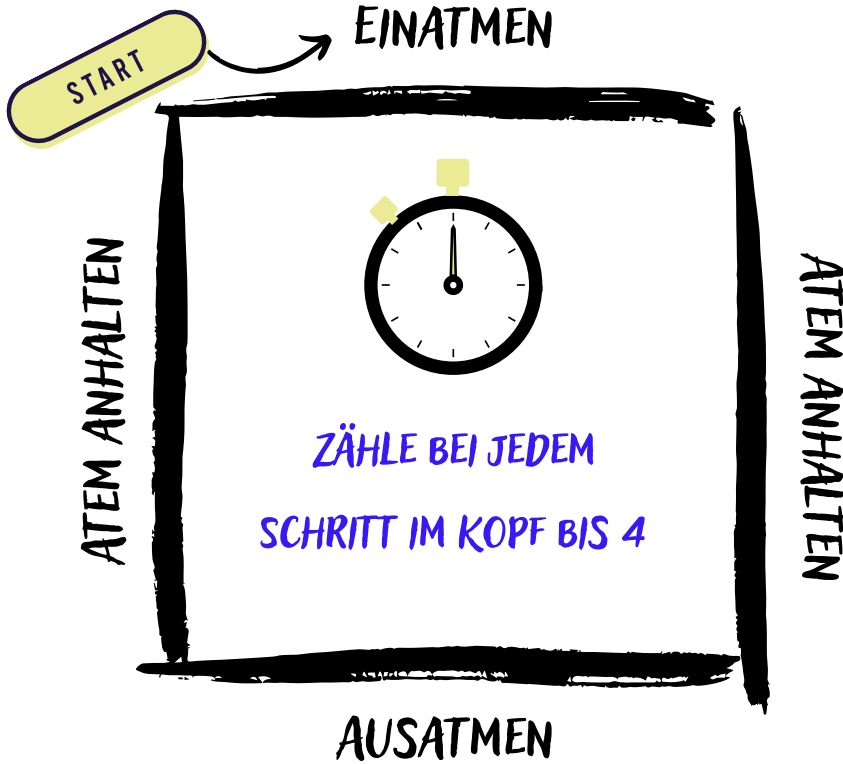 START
EINATMEN
ATEM ANHALTEN
ATEM ANHALTEN
ZÄHLE BEI JEDEM
SCHRITT IM KOPF BIS 4
AUSATMEN